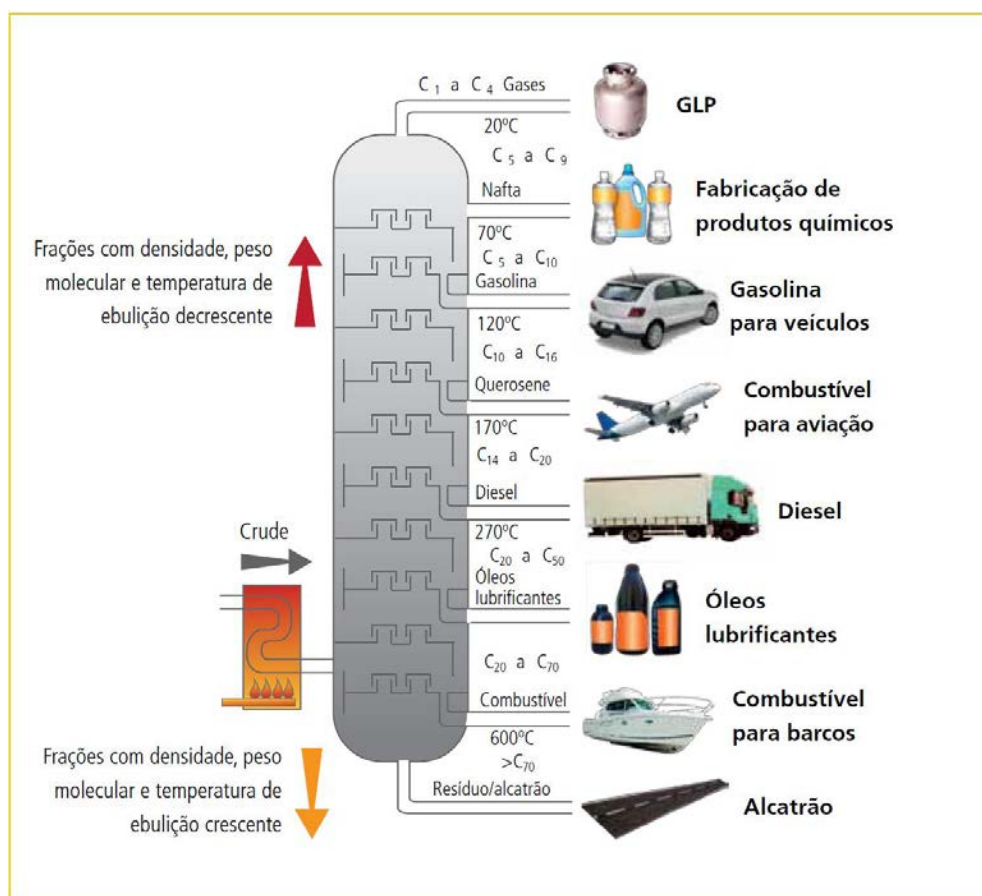 C1 a C4 Gases
GLP
20ºC
C5 a C9
Nafta
Fabricação de
produtos químicos
Frações com densidade, peso
molecular e temperatura de
ebulição decrescente
70ºC
C5 a C10
Gasolina
Gasolina
para veículos
120ºC
C10 a C16
Querosene
Combustível
para aviação
170ºC
C14 a C20
Diesel
Diesel
Crude
270ºC
C20 a C50
Óleos
lubrificantes
Óleos
lubrificantes
C20 a C70
Combustível
Combustível
para barcos
600ºC
>C70
Frações com densidade, peso
molecular e temperatura de
ebulição crescente
Resíduo/alcatrão
Alcatrão